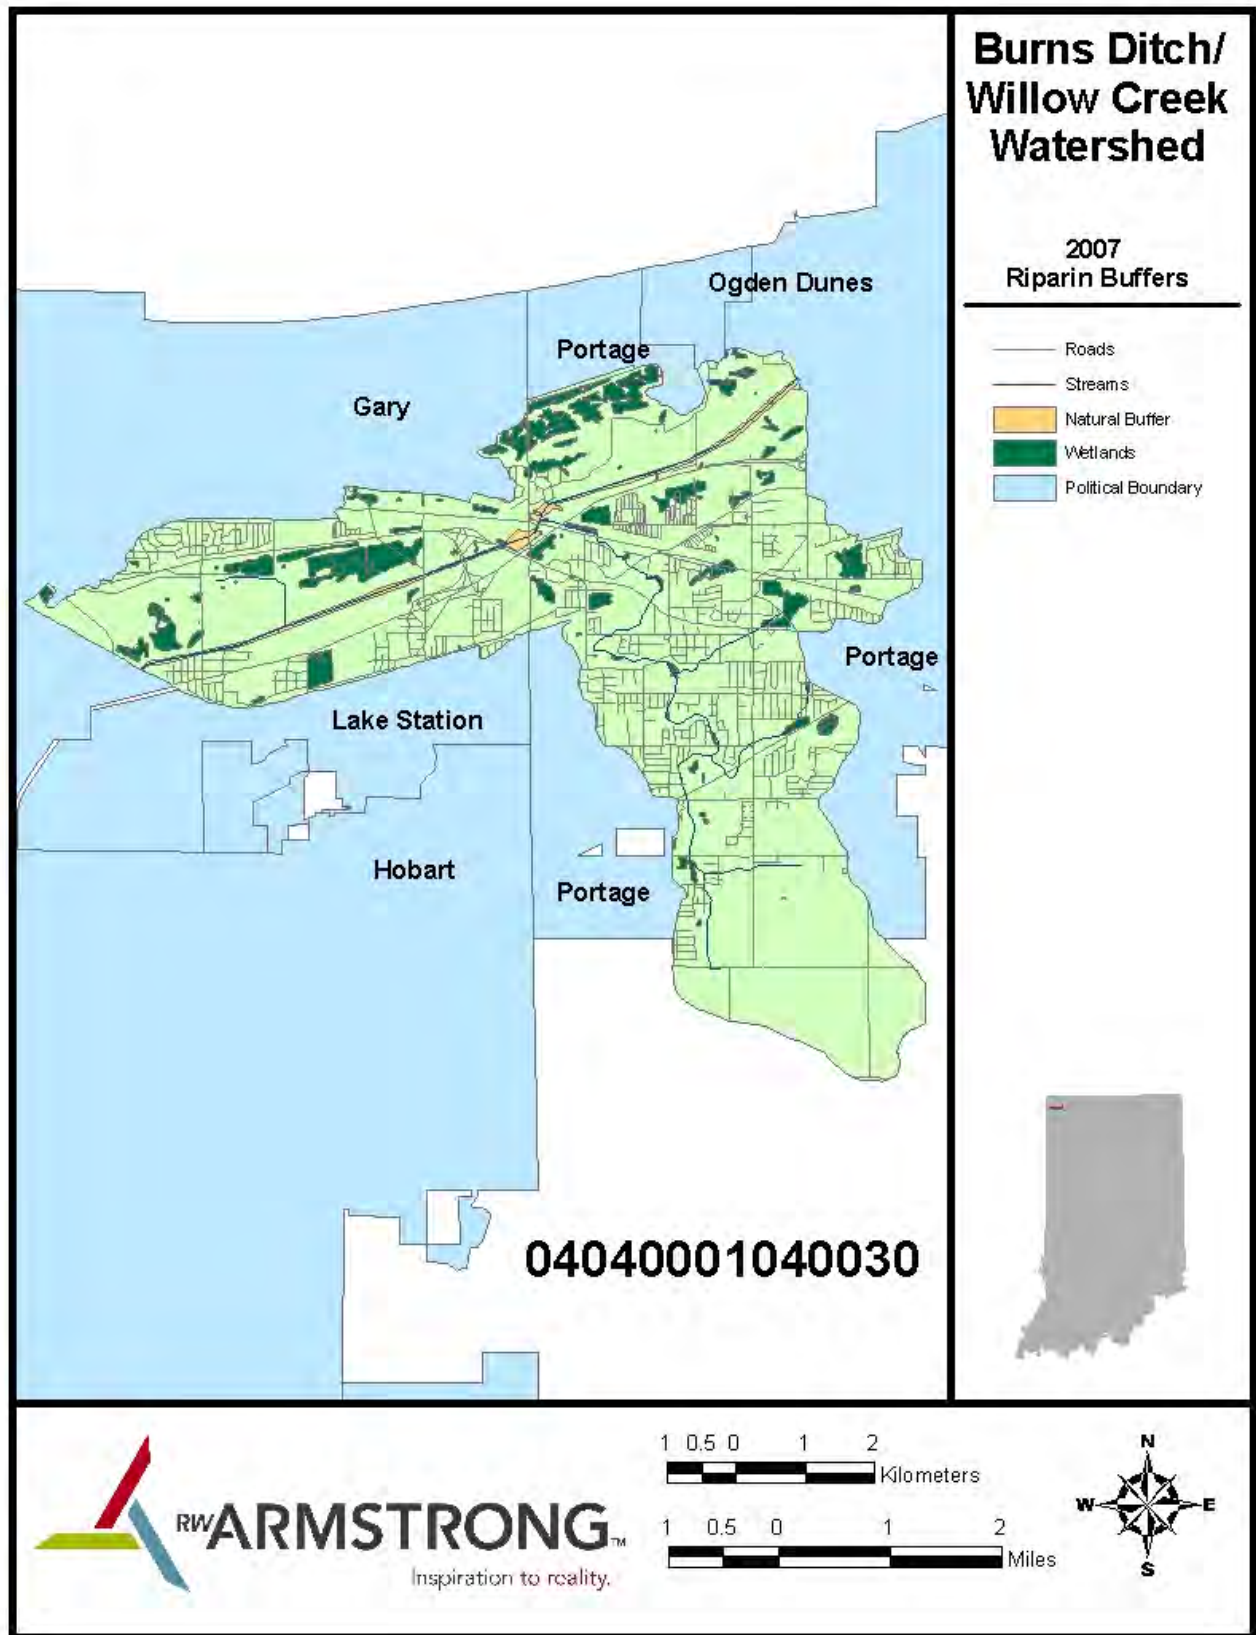 Burns Ditch/
Willow Creek
Watershed
2007
Riparin Buffers
Roads
Streams
Natural Buffer
Wetlands
Political Boundary
Ogden Dunes
Portage
Gary
Portage
Lake Station
Hobart
Portage
04040001040030
RWARMSTRONG™
Inspiration to reality.
1 0.5 0 1 2
Kilometers
1 0.5 0 1 2
Miles
N
W E
S